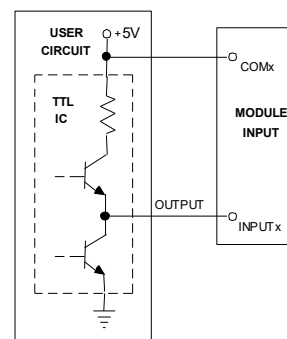 USER
CIRCUIT
+5V
COMx
TTL
IC
MODULE
INPUT
OUTPUT
INPUTx